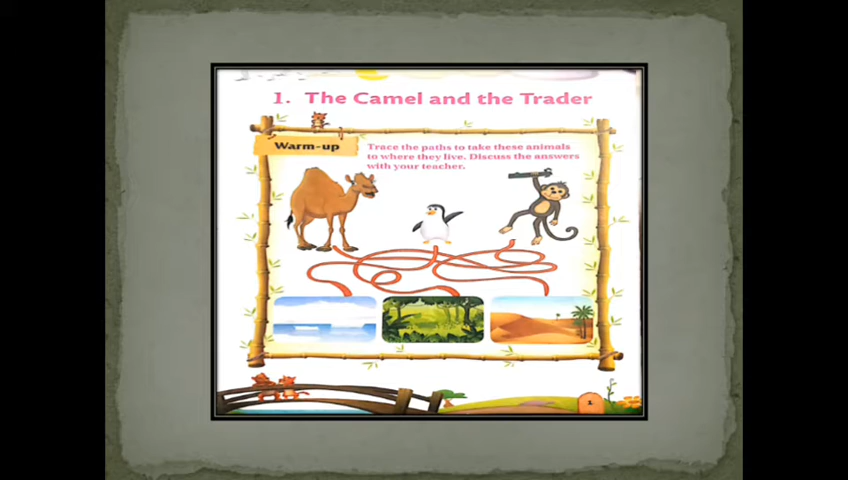 1. The Camel and the Trader
Warm-up
Trace the paths to take these animals
to where they live. Discuss the answers
with your teacher.
1